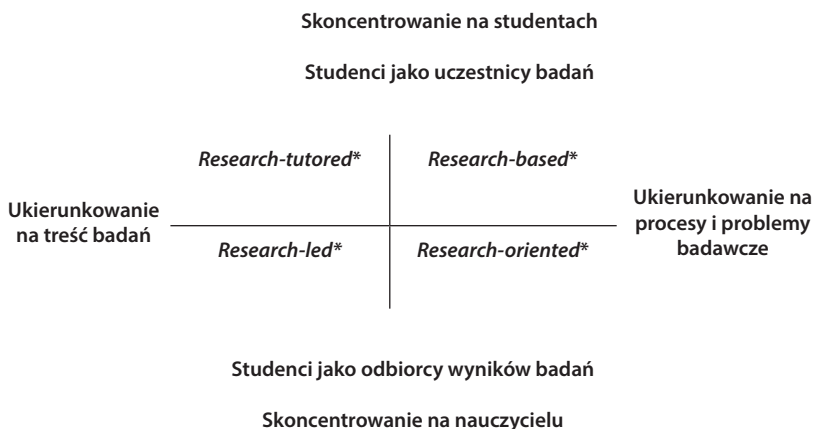 Skoncentrowanie na studentach
Studenci jako uczestnicy badań
Research-tutored*
Research-based*
Ukierunkowanie
na treść badań
Ukierunkowanie na
procesy i problemy
badawcze
Research-led*
Research-oriented*
Studenci jako odbiorcy wyników badań
Skoncentrowanie na nauczycielu